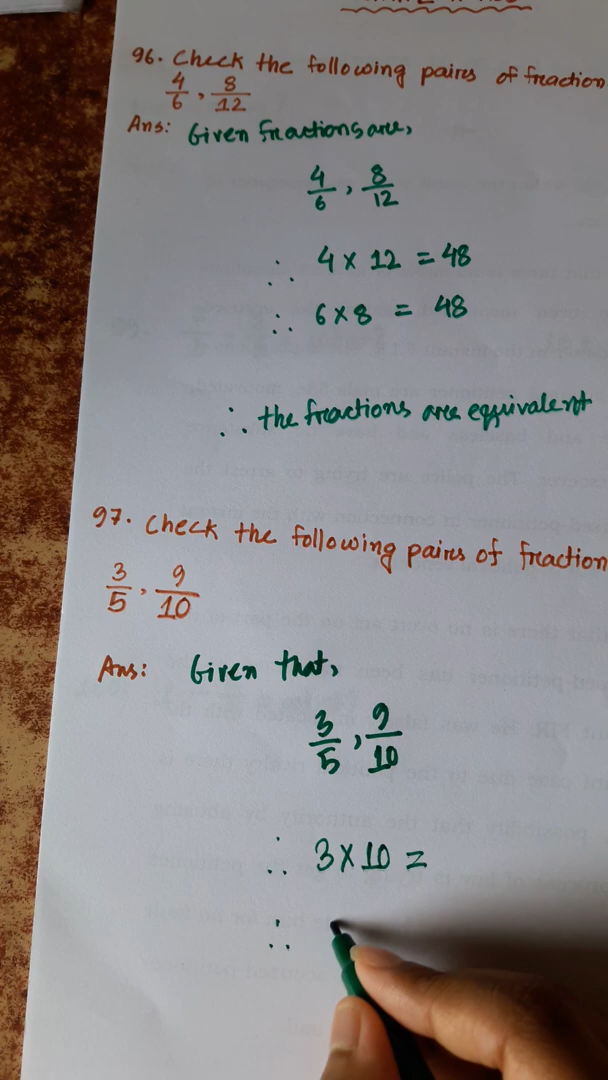 96. Check the following paires of fraction
4/6, 8/12
Ans: Given fractions are,
4/6, 8/12
∴ 4 × 12 = 48
∴ 6 × 8 = 48
∴ the fractions are equivalent
97. Check the following paires of fraction
3/5, 9/10
Ans: Given that,
3/5, 9/10
∴ 3 × 10 =
∴